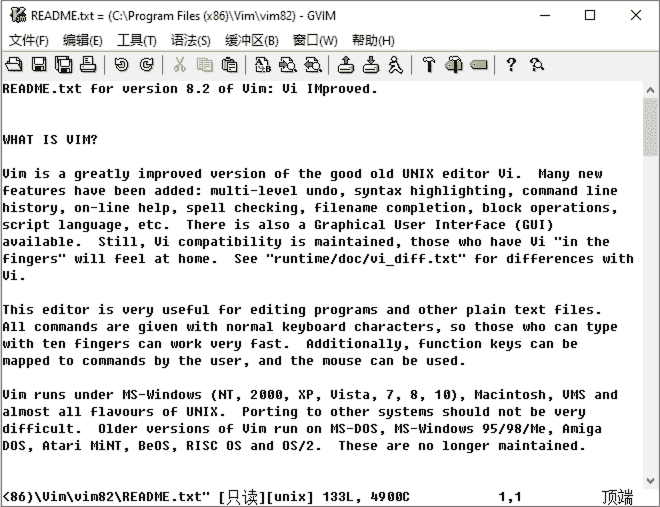 README.txt = (C:\Program Files (x86)\Vim\vim82) - GVIM
文件(F) 编辑(E) 工具(T) 语法(S) 缓冲区(B) 窗口(W) 帮助(H)
README.txt for version 8.2 of Vim: Vi IMproved.
WHAT IS VIM?
Vim is a greatly improved version of the good old UNIX editor Vi.  Many new
features have been added: multi-level undo, syntax highlighting, command line
history, on-line help, spell checking, filename completion, block operations,
script language, etc.  There is also a Graphical User Interface (GUI)
available.  Still, Vi compatibility is maintained, those who have Vi "in the
fingers" will feel at home.  See "runtime/doc/vi_diff.txt" for differences with
Vi.
This editor is very useful for editing programs and other plain text files.
All commands are given with normal keyboard characters, so those who can type
with ten fingers can work very fast.  Additionally, function keys can be
mapped to commands by the user, and the mouse can be used.
Vim runs under MS-Windows (NT, 2000, XP, Vista, 7, 8, 10), Macintosh, VMS and
almost all flavours of UNIX.  Porting to other systems should not be very
difficult.  Older versions of Vim run on MS-DOS, MS-Windows 95/98/Me, Amiga
DOS, Atari MiNT, BeOS, RISC OS and OS/2.  These are no longer maintained.
<86)\Vim\vim82\README.txt" [只读][unix] 133L, 4900C 1,1 顶端